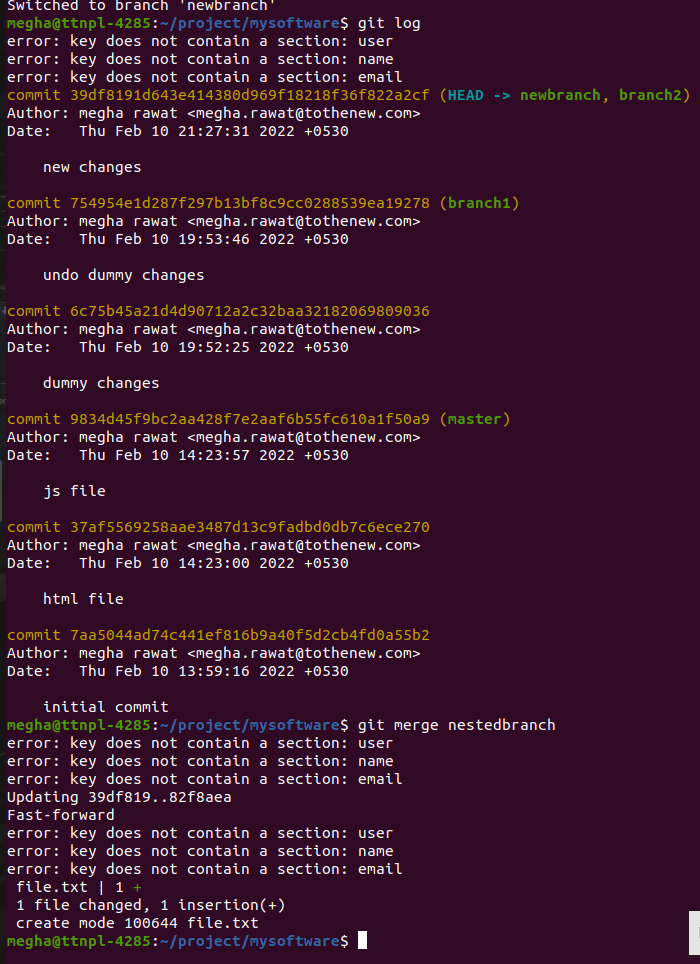 Switched to branch 'newbranch'
megha@ttnpl-4285:~/project/mysoftware$ git log
error: key does not contain a section: user
error: key does not contain a section: name
error: key does not contain a section: email
commit 39df8191d643e414380d969f18218f36f822a2cf (HEAD -> newbranch, branch2)
Author: megha rawat <megha.rawat@tothenew.com>
Date:   Thu Feb 10 21:27:31 2022 +0530
    new changes
commit 754954e1d287f297b13bf8c9cc0288539ea19278 (branch1)
Author: megha rawat <megha.rawat@tothenew.com>
Date:   Thu Feb 10 19:53:46 2022 +0530
    undo dummy changes
commit 6c75b45a21d4d90712a2c32baa32182069809036
Author: megha rawat <megha.rawat@tothenew.com>
Date:   Thu Feb 10 19:52:25 2022 +0530
    dummy changes
commit 9834d45f9bc2aa428f7e2aaf6b55fc610a1f50a9 (master)
Author: megha rawat <megha.rawat@tothenew.com>
Date:   Thu Feb 10 14:23:57 2022 +0530
    js file
commit 37af5569258aae3487d13c9fadbd0db7c6ece270
Author: megha rawat <megha.rawat@tothenew.com>
Date:   Thu Feb 10 14:23:00 2022 +0530
    html file
commit 7aa5044ad74c441ef816b9a40f5d2cb4fd0a55b2
Author: megha rawat <megha.rawat@tothenew.com>
Date:   Thu Feb 10 13:59:16 2022 +0530
    initial commit
megha@ttnpl-4285:~/project/mysoftware$ git merge nestedbranch
error: key does not contain a section: user
error: key does not contain a section: name
error: key does not contain a section: email
Updating 39df819..82f8aea
Fast-forward
error: key does not contain a section: user
error: key does not contain a section: name
error: key does not contain a section: email
 file.txt | 1 +
 1 file changed, 1 insertion(+)
 create mode 100644 file.txt
megha@ttnpl-4285:~/project/mysoftware$